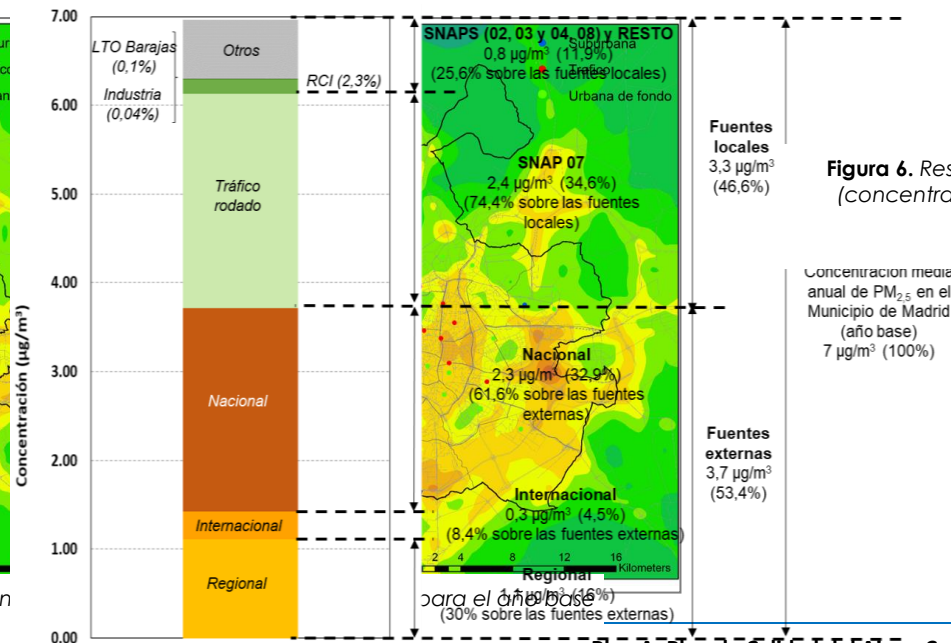 7.00
6.00
5.00
4.00
3.00
2.00
1.00
0.00
Concentración (µg/m³)
LTO Barajas
(0,1%)
Industria
(0,04%)
Otros
RCI (2,3%)
Tráfico
rodado
Nacional
Internacional
Regional
SNAPS (02, 03 y 04, 08) y RESTO
0,8 µg/m³ (11,9%)
(25,6% sobre las fuentes locales)
Suburbana
Tráfico
Urbana de fondo
SNAP 07
2,4 µg/m³ (34,6%)
(74,4% sobre las fuentes
locales)
Nacional
2,3 µg/m³ (32,9%)
(61,6% sobre las fuentes
externas)
Internacional
0,3 µg/m³ (4,5%)
(8,4% sobre las fuentes externas)
2 4 8 12 16
Kilometers
Regional
1,1 µg/m³ (16%)
(30% sobre las fuentes externas)
para el año base
Fuentes
locales
3,3 µg/m³
(46,6%)
Fuentes
externas
3,7 µg/m³
(53,4%)
Figura 6. Res
(concentra
Concentración media
anual de PM2,5 en el
Municipio de Madrid
(año base)
7 µg/m³ (100%)